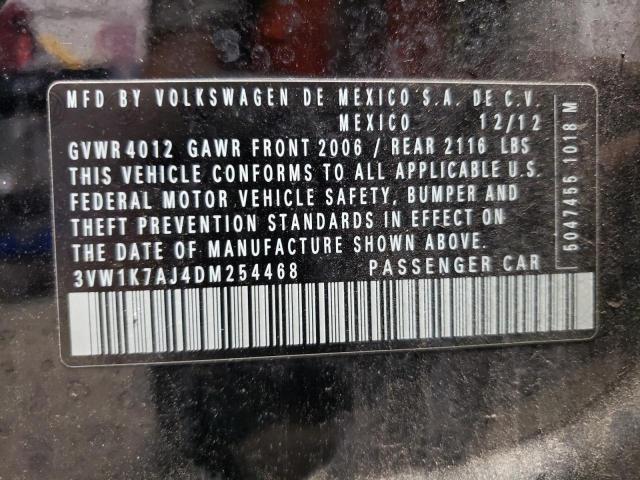 MFD BY VOLKSWAGEN DE MEXICO S.A. DE C.V.
MEXICO 12/12
GVWR 4012 GAWR FRONT 2006 / REAR 2116 LBS
THIS VEHICLE CONFORMS TO ALL APPLICABLE U.S.
FEDERAL MOTOR VEHICLE SAFETY, BUMPER AND
THEFT PREVENTION STANDARDS IN EFFECT ON
THE DATE OF MANUFACTURE SHOWN ABOVE.
3VW1K7AJ4DM254468 PASSENGER CAR
5047455 1018 M